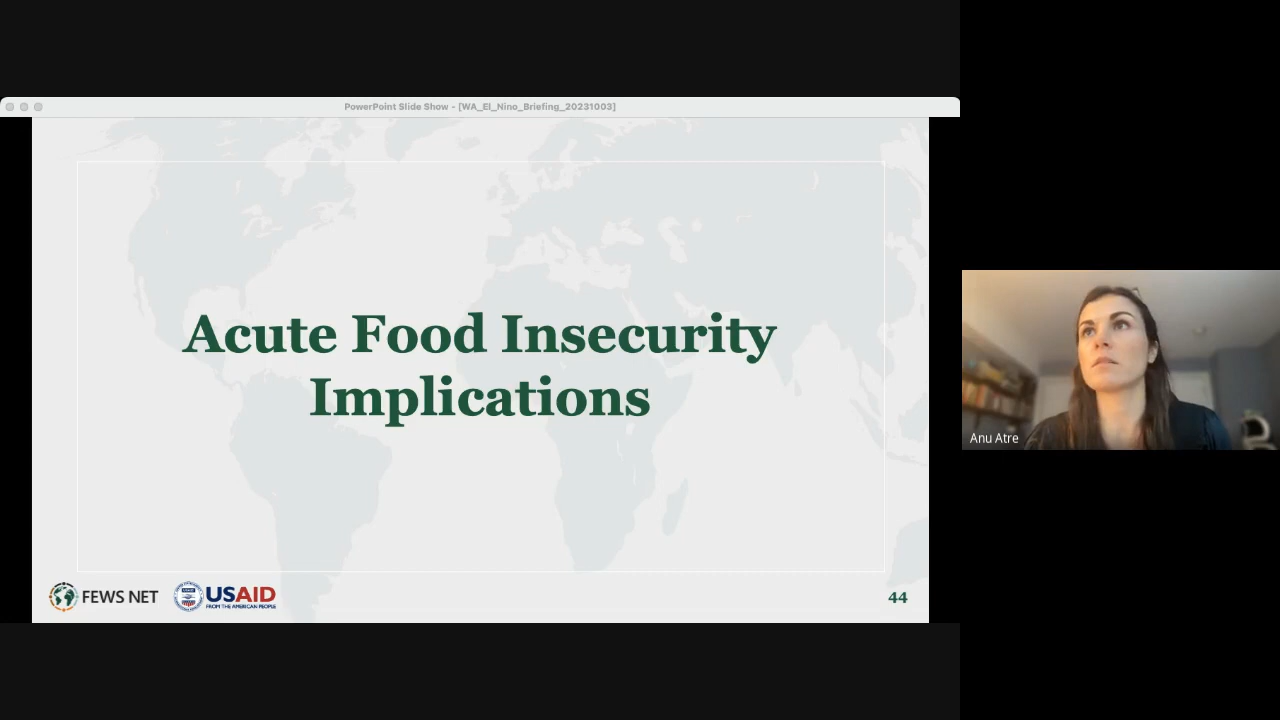 PowerPoint Slide Show - [WA_El_Nino_Briefing_20231003]
Acute Food Insecurity
Implications
FEWS NET
USAID
FROM THE AMERICAN PEOPLE
44
Anu Atre